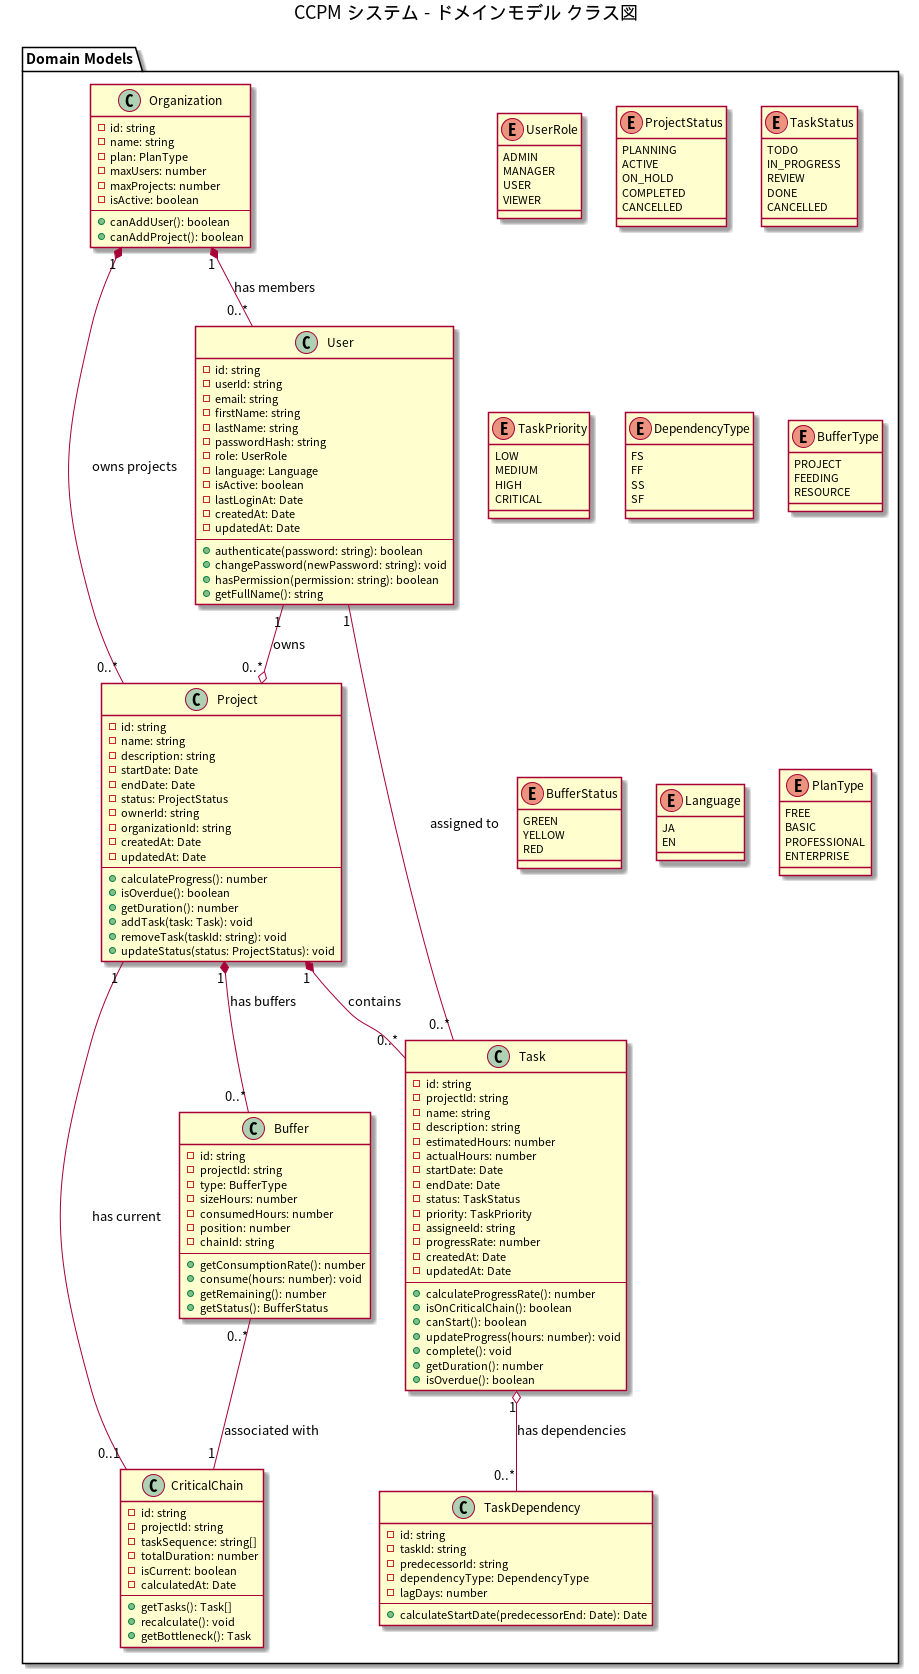 CCPM システム - ドメインモデル クラス図
Domain Models
C Organization
id: string
name: string
plan: PlanType
maxUsers: number
maxProjects: number
isActive: boolean
canAddUser(): boolean
canAddProject(): boolean
E UserRole
ADMIN
MANAGER
USER
VIEWER
E ProjectStatus
PLANNING
ACTIVE
ON_HOLD
COMPLETED
CANCELLED
E TaskStatus
TODO
IN_PROGRESS
REVIEW
DONE
CANCELLED
1
1
has members
0..*
C User
id: string
userId: string
email: string
firstName: string
lastName: string
passwordHash: string
role: UserRole
language: Language
isActive: boolean
lastLoginAt: Date
createdAt: Date
updatedAt: Date
authenticate(password: string): boolean
changePassword(newPassword: string): void
hasPermission(permission: string): boolean
getFullName(): string
owns projects
E TaskPriority
LOW
MEDIUM
HIGH
CRITICAL
E DependencyType
FS
FF
SS
SF
E BufferType
PROJECT
FEEDING
RESOURCE
1
1
owns
0..*
0..*
C Project
id: string
name: string
description: string
startDate: Date
endDate: Date
status: ProjectStatus
ownerId: string
organizationId: string
createdAt: Date
updatedAt: Date
calculateProgress(): number
isOverdue(): boolean
getDuration(): number
addTask(task: Task): void
removeTask(taskId: string): void
updateStatus(status: ProjectStatus): void
assigned to
E BufferStatus
GREEN
YELLOW
RED
E Language
JA
EN
E PlanType
FREE
BASIC
PROFESSIONAL
ENTERPRISE
1
1
1
has buffers
contains
0..*
0..*
0..*
C Task
id: string
projectId: string
name: string
description: string
estimatedHours: number
actualHours: number
startDate: Date
endDate: Date
status: TaskStatus
priority: TaskPriority
assigneeId: string
progressRate: number
createdAt: Date
updatedAt: Date
calculateProgressRate(): number
isOnCriticalChain(): boolean
canStart(): boolean
updateProgress(hours: number): void
complete(): void
getDuration(): number
isOverdue(): boolean
C Buffer
id: string
projectId: string
type: BufferType
sizeHours: number
consumedHours: number
position: number
chainId: string
getConsumptionRate(): number
consume(hours: number): void
getRemaining(): number
getStatus(): BufferStatus
has current
0..*
1
associated with
has dependencies
0..1
1
0..*
C CriticalChain
id: string
projectId: string
taskSequence: string[]
totalDuration: number
isCurrent: boolean
calculatedAt: Date
getTasks(): Task[]
recalculate(): void
getBottleneck(): Task
C TaskDependency
id: string
taskId: string
predecessorId: string
dependencyType: DependencyType
lagDays: number
calculateStartDate(predecessorEnd: Date): Date